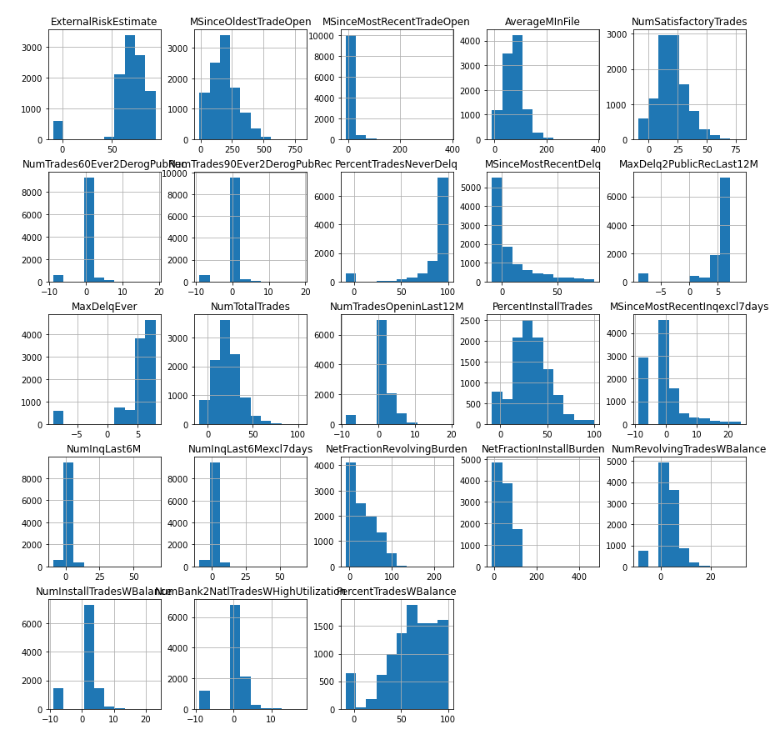 ExternalRiskEstimate
3000
2000
1000
0
0 50
MSinceOldestTradeOpen
3000
2000
1000
0
0 250 500 750
MSinceMostRecentTradeOpen
10000
8000
6000
4000
2000
0
0 200 400
AverageMInFile
4000
3000
2000
1000
0
0 200 400
NumSatisfactoryTrades
3000
2500
2000
1500
1000
500
0
0 25 50 75
NumTrades60Ever2DerogPubRec
8000
6000
4000
2000
0
−10 0 10 20
NumTrades90Ever2DerogPubRec
10000
8000
6000
4000
2000
0
−10 0 10 20
PercentTradesNeverDelq
8000
6000
4000
2000
0
0 50 100
MSinceMostRecentDelq
5000
4000
3000
2000
1000
0
0 50
MaxDelq2PublicRecLast12M
6000
4000
2000
0
−5 0 5
MaxDelqEver
4000
3000
2000
1000
0
−5 0 5
NumTotalTrades
3000
2000
1000
0
0 50 100
NumTradesOpeninLast12M
6000
4000
2000
0
−10 0 10 20
PercentInstallTrades
2500
2000
1500
1000
500
0
0 50 100
MSinceMostRecentInqexcl7days
4000
3000
2000
1000
0
−10 0 10 20
NumInqLast6M
8000
6000
4000
2000
0
0 25 50
NumInqLast6Mexcl7days
8000
6000
4000
2000
0
0 25 50
NetFractionRevolvingBurden
4000
3000
2000
1000
0
0 100 200
NetFractionInstallBurden
5000
4000
3000
2000
1000
0
0 200 400
NumRevolvingTradesWBalance
5000
4000
3000
2000
1000
0
0 20
NumInstallTradesWBalance
6000
4000
2000
0
−10 0 10 20
NumBank2NatlTradesWHighUtilization
6000
4000
2000
0
−10 0 10
PercentTradesWBalance
1500
1000
500
0
0 50 100